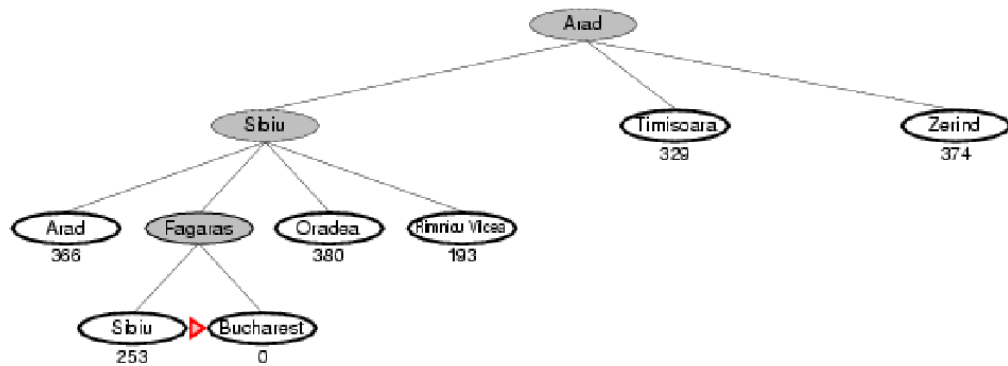 Arad
Sibiu
Timisoara
Zerind
329
374
Arad
Fagaras
Oradea
Rimnicu Vilcea
366
380
193
Sibiu
Bucharest
253
0